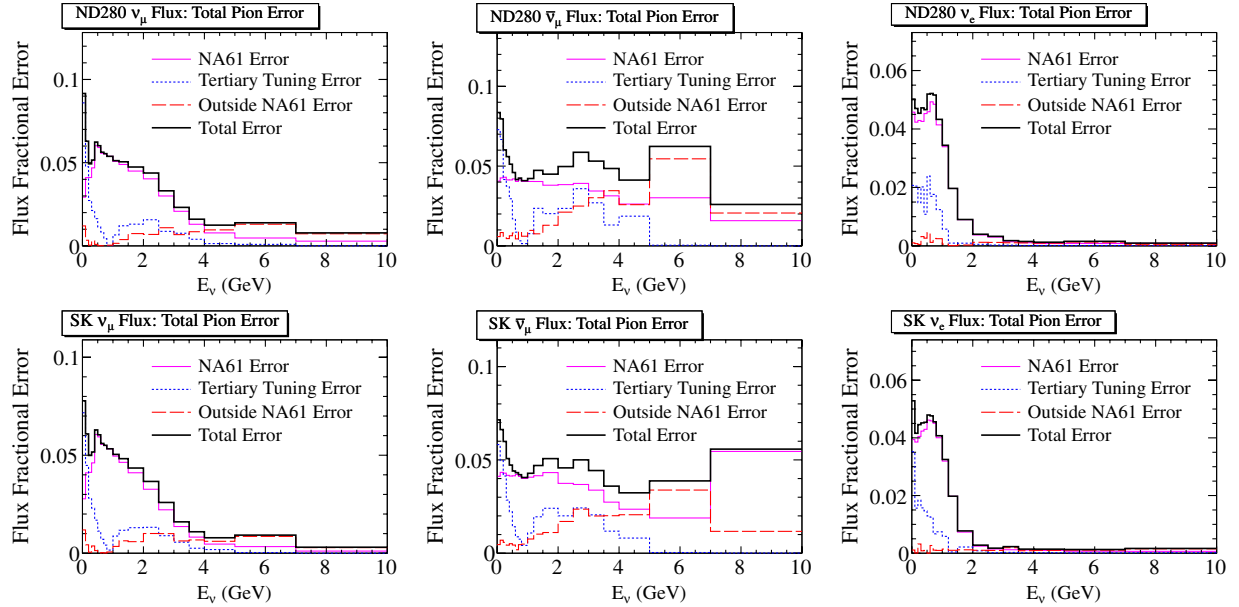 ND280 νμ Flux: Total Pion Error
Flux Fractional Error
0.1
0.05
0
NA61 Error
Tertiary Tuning Error
Outside NA61 Error
Total Error
0 2 4 6 8 10
Eν (GeV)
ND280 ν̄μ Flux: Total Pion Error
Flux Fractional Error
0.1
0.05
0
NA61 Error
Tertiary Tuning Error
Outside NA61 Error
Total Error
0 2 4 6 8 10
Eν (GeV)
ND280 νe Flux: Total Pion Error
Flux Fractional Error
0.06
0.04
0.02
0
NA61 Error
Tertiary Tuning Error
Outside NA61 Error
Total Error
0 2 4 6 8 10
Eν (GeV)
SK νμ Flux: Total Pion Error
Flux Fractional Error
0.1
0.05
0
NA61 Error
Tertiary Tuning Error
Outside NA61 Error
Total Error
0 2 4 6 8 10
Eν (GeV)
SK ν̄μ Flux: Total Pion Error
Flux Fractional Error
0.1
0.05
0
NA61 Error
Tertiary Tuning Error
Outside NA61 Error
Total Error
0 2 4 6 8 10
Eν (GeV)
SK νe Flux: Total Pion Error
Flux Fractional Error
0.06
0.04
0.02
0
NA61 Error
Tertiary Tuning Error
Outside NA61 Error
Total Error
0 2 4 6 8 10
Eν (GeV)